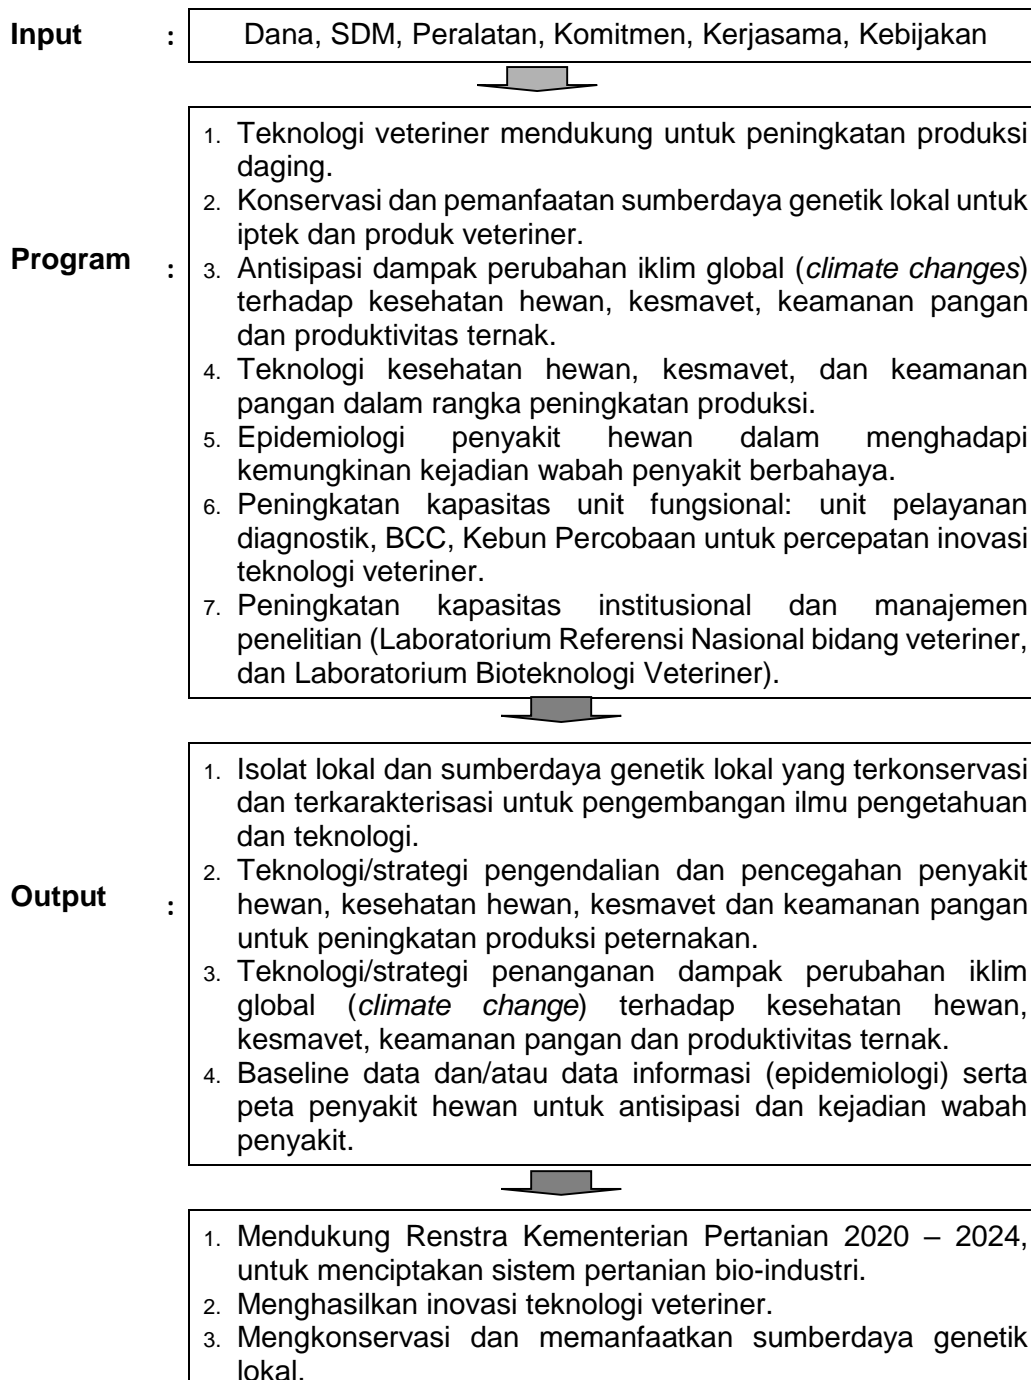 Input : Dana, SDM, Peralatan, Komitmen, Kerjasama, Kebijakan
1. Teknologi veteriner mendukung untuk peningkatan produksi
daging.
2. Konservasi dan pemanfaatan sumberdaya genetik lokal untuk
iptek dan produk veteriner.
Program :
3. Antisipasi dampak perubahan iklim global (climate changes)
terhadap kesehatan hewan, kesmavet, keamanan pangan
dan produktivitas ternak.
4. Teknologi kesehatan hewan, kesmavet, dan keamanan
pangan dalam rangka peningkatan produksi.
5. Epidemiologi penyakit hewan dalam menghadapi
kemungkinan kejadian wabah penyakit berbahaya.
6. Peningkatan kapasitas unit fungsional: unit pelayanan
diagnostik, BCC, Kebun Percobaan untuk percepatan inovasi
teknologi veteriner.
7. Peningkatan kapasitas institusional dan manajemen
penelitian (Laboratorium Referensi Nasional bidang veteriner,
dan Laboratorium Bioteknologi Veteriner).
1. Isolat lokal dan sumberdaya genetik lokal yang terkonservasi
dan terkarakterisasi untuk pengembangan ilmu pengetahuan
dan teknologi.
2. Teknologi/strategi pengendalian dan pencegahan penyakit
Output :
hewan, kesehatan hewan, kesmavet dan keamanan pangan
untuk peningkatan produksi peternakan.
3. Teknologi/strategi penanganan dampak perubahan iklim
global (climate change) terhadap kesehatan hewan,
kesmavet, keamanan pangan dan produktivitas ternak.
4. Baseline data dan/atau data informasi (epidemiologi) serta
peta penyakit hewan untuk antisipasi dan kejadian wabah
penyakit.
1. Mendukung Renstra Kementerian Pertanian 2020 – 2024,
untuk menciptakan sistem pertanian bio-industri.
2. Menghasilkan inovasi teknologi veteriner.
3. Mengkonservasi dan memanfaatkan sumberdaya genetik
lokal.